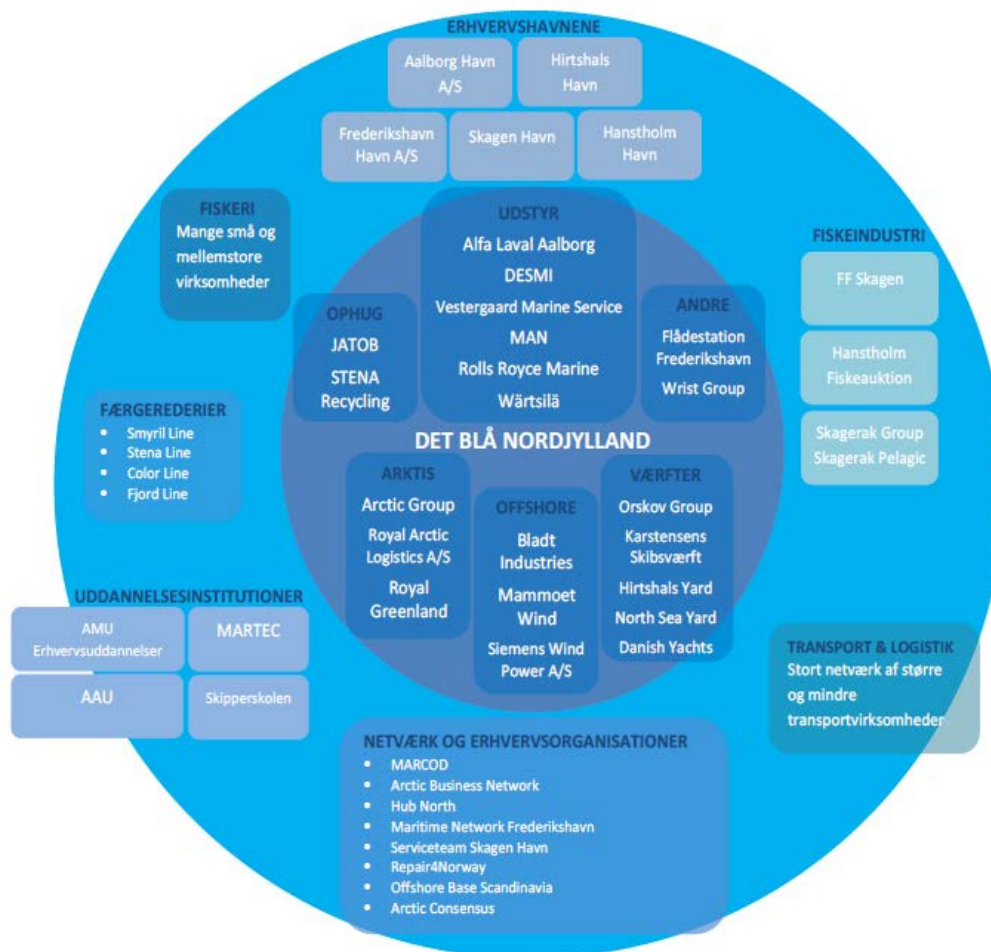 ERHVERVSHAVNENE
Aalborg Havn
A/S
Hirtshals
Havn
Frederikshavn
Havn A/S
Skagen Havn
Hanstholm
Havn
FISKERI
Mange små og
mellemstore
virksomheder
UDSTYR
Alfa Laval Aalborg
DESMI
Vestergaard Marine Service
MAN
Rolls Royce Marine
Wärtsilä
FISKEINDUSTRI
FF Skagen
Hanstholm
Fiskeauktion
Skagerak Group
Skagerak Pelagic
OPHUG
JATOB
STENA
Recycling
ANDRE
Flådestation
Frederikshavn
Wrist Group
FÆRGEREDERIER
• Smyril Line
• Stena Line
• Color Line
• Fjord Line
DET BLÅ NORDJYLLAND
ARKTIS
Arctic Group
Royal Arctic
Logistics A/S
Royal
Greenland
OFFSHORE
Bladt
Industries
Mammoet
Wind
Siemens Wind
Power A/S
VÆRFTER
Orskov Group
Karstensens
Skibsværft
Hirtshals Yard
North Sea Yard
Danish Yachts
UDDANNELSESINSTITUTIONER
AMU
Erhvervsuddannelser
MARTEC
AAU
Skipperskolen
TRANSPORT & LOGISTIK
Stort netværk af større
og mindre
transportvirksomheder
NETVÆRK OG ERHVERVSORGANISATIONER
• MARCOD
• Arctic Business Network
• Hub North
• Maritime Network Frederikshavn
• Serviceteam Skagen Havn
• Repair4Norway
• Offshore Base Scandinavia
• Arctic Consensus